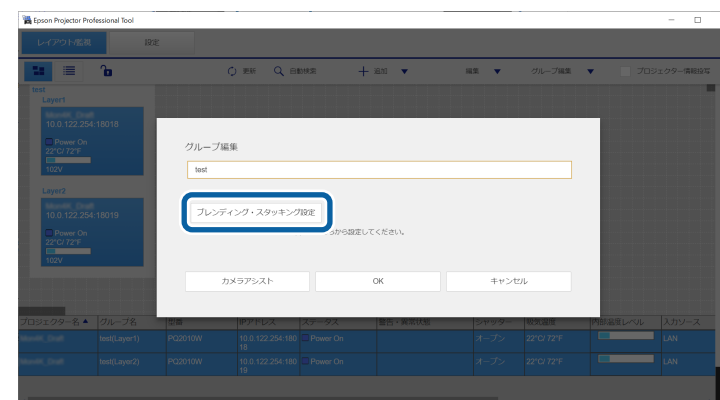 Epson Projector Professional Tool
レイアウト/監視 設定
更新 自動検索 追加 ▼ 編集 ▼ グループ編集 ▼ プロジェクター情報投写
test
Layer1
10.0.122.254:18018
Power On
22°C/ 72°F
102V
Layer2
10.0.122.254:18019
Power On
22°C/ 72°F
102V
グループ編集
test
ブレンディング・スタッキング設定
から設定してください。
カメラアシスト OK キャンセル
プロジェクター名 ▲ グループ名 型番 IPアドレス ステータス 警告・異常状態 シャッター 吸気温度 内部温度レベル 入力ソース
test(Layer1) PQ2010W 10.0.122.254:180 Power On オープン 22°C/ 72°F LAN
18
test(Layer2) PQ2010W 10.0.122.254:180 Power On オープン 22°C/ 72°F LAN
19